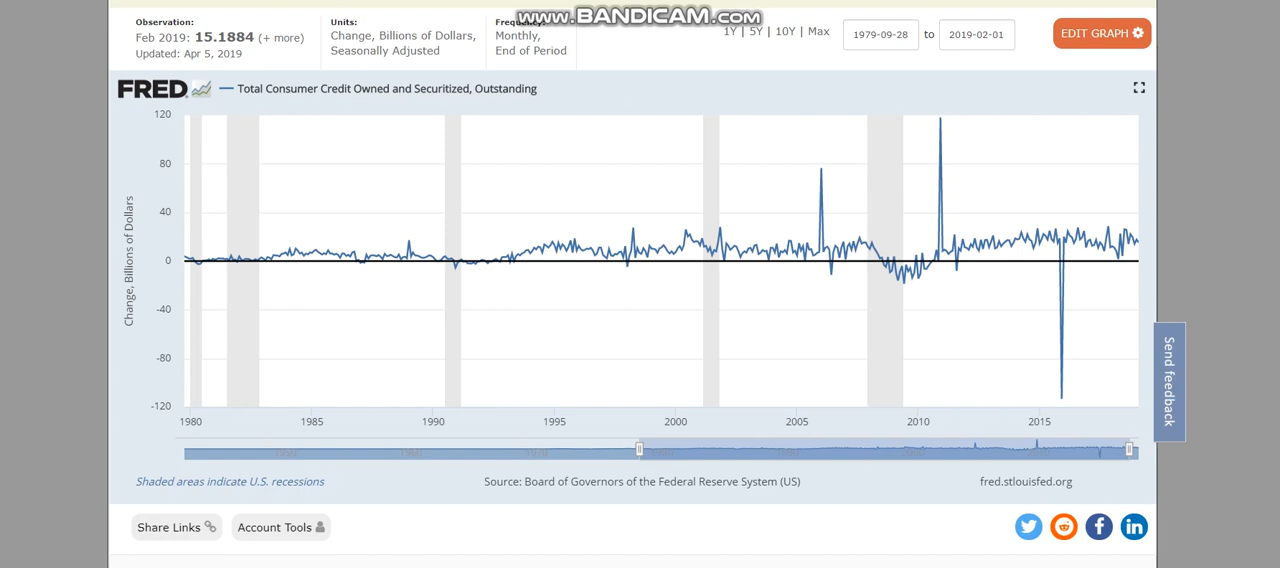 www.BANDICAM.com
Observation:
Feb 2019: 15.1884 (+ more)
Updated: Apr 5, 2019
Units:
Change, Billions of Dollars,
Seasonally Adjusted
Frequency:
Monthly,
End of Period
1Y | 5Y | 10Y | Max
1979-09-28 to 2019-02-01
EDIT GRAPH
FRED
Total Consumer Credit Owned and Securitized, Outstanding
Change, Billions of Dollars
120
80
40
0
-40
-80
-120
1980 1985 1990 1995 2000 2005 2010 2015
Shaded areas indicate U.S. recessions
Source: Board of Governors of the Federal Reserve System (US)
fred.stlouisfed.org
Share Links
Account Tools
Send feedback